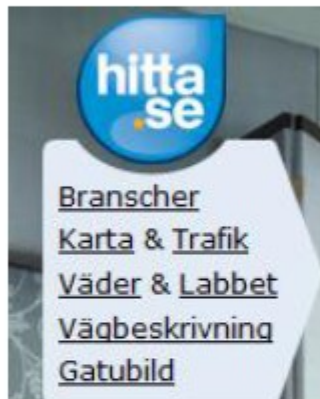 hitta
.se
Branscher
Karta & Trafik
Väder & Labbet
Vägbeskrivning
Gatubild